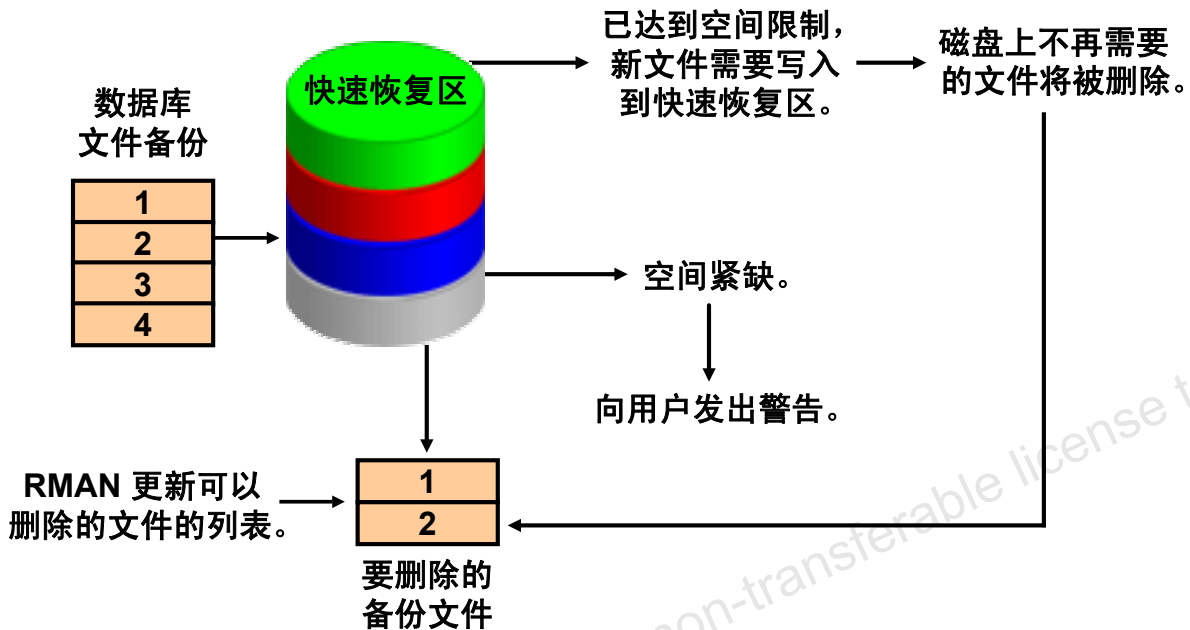 数据库
文件备份
1
2
3
4
快速恢复区
已达到空间限制，
新文件需要写入
到快速恢复区。
磁盘上不再需要
的文件将被删除。
空间紧缺。
向用户发出警告。
RMAN 更新可以
删除的文件的列表。
1
2
要删除的
备份文件
on-transferable license t